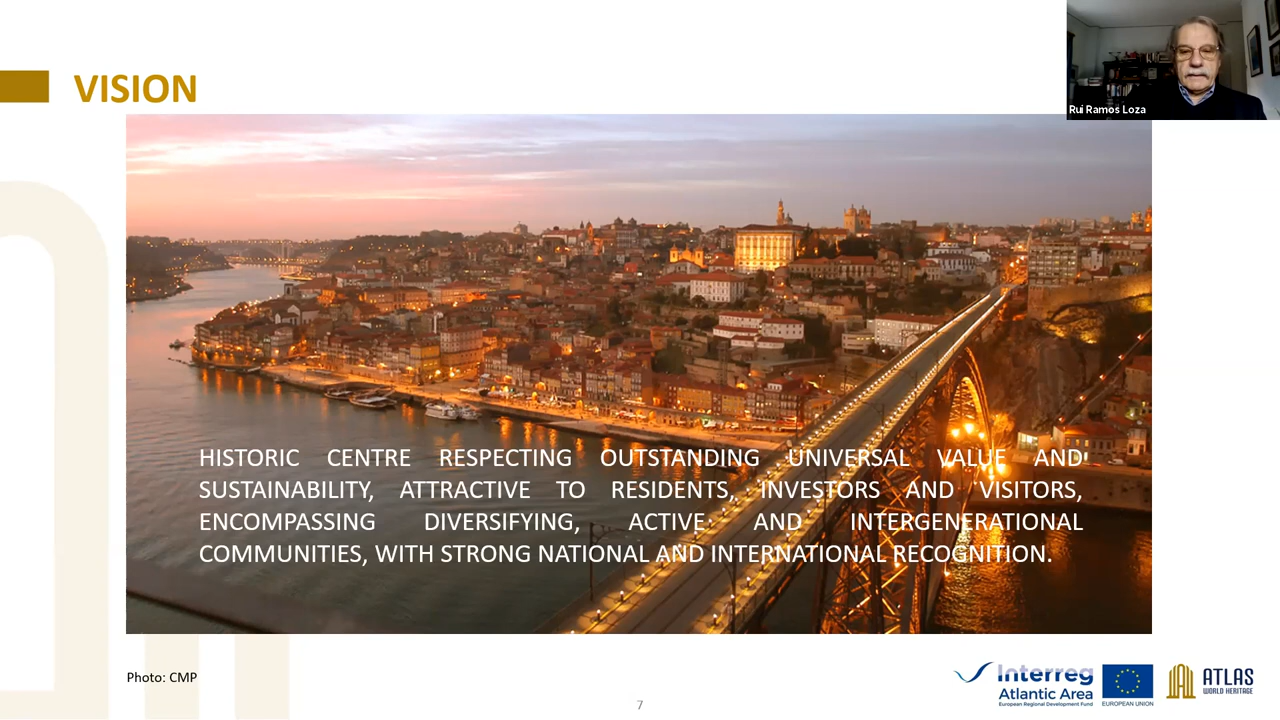 VISION
Rui Ramos Loza
HISTORIC CENTRE RESPECTING OUTSTANDING UNIVERSAL VALUE AND
SUSTAINABILITY, ATTRACTIVE TO RESIDENTS, INVESTORS AND VISITORS,
ENCOMPASSING DIVERSIFYING, ACTIVE AND INTERGENERATIONAL
COMMUNITIES, WITH STRONG NATIONAL AND INTERNATIONAL RECOGNITION.
Photo: CMP
7
Interreg
Atlantic Area
European Regional Development Fund
EUROPEAN UNION
ATLAS
WORLD HERITAGE